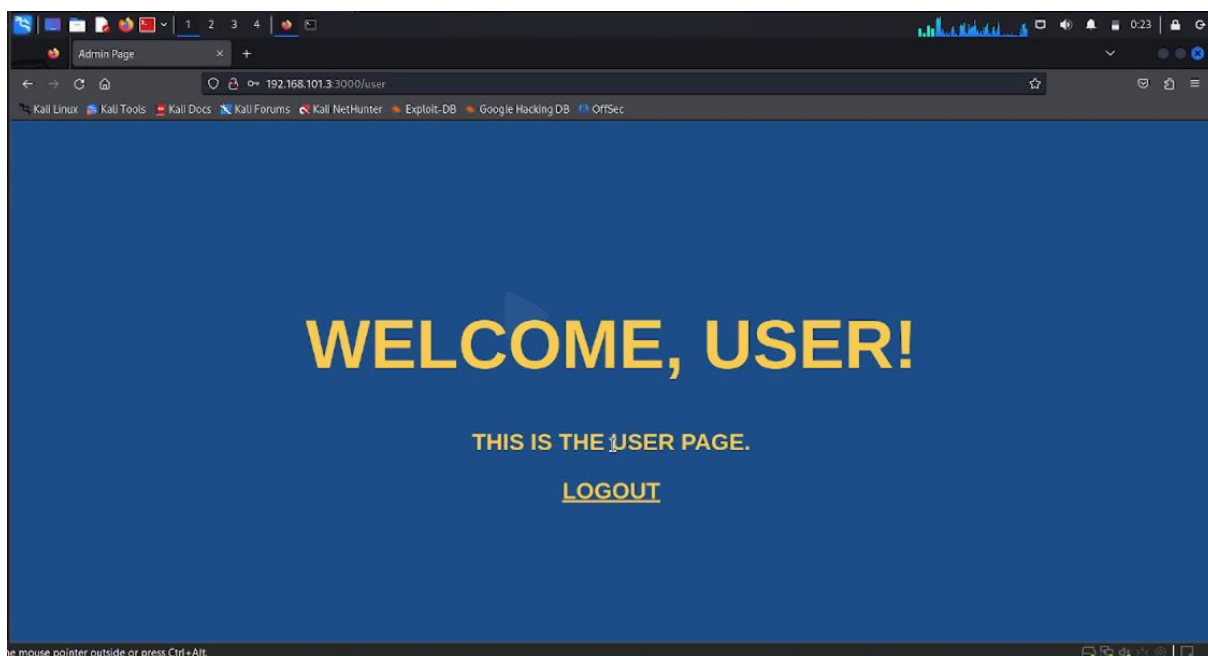 1 2 3 4
0:23
Admin Page
192.168.101.3:3000/user
Kali Linux Kali Tools Kali Docs Kali Forums Kali NetHunter Exploit-DB Google Hacking DB OffSec
WELCOME, USER!
THIS IS THE USER PAGE.
LOGOUT
e mouse pointer outside or press Ctrl+Alt.